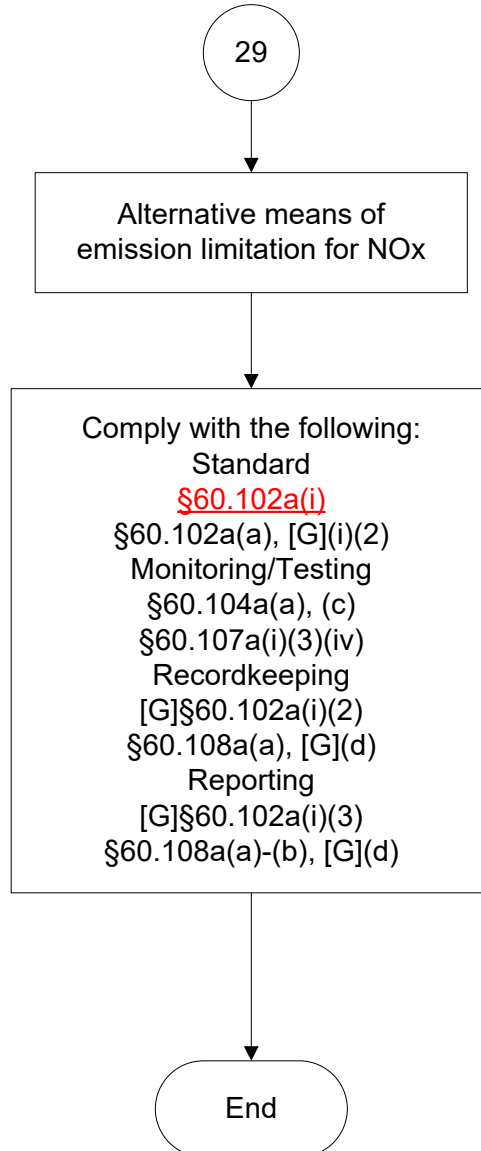 29
Alternative means of
emission limitation for NOx
Comply with the following:
Standard
§60.102a(i)
§60.102a(a), [G](i)(2)
Monitoring/Testing
§60.104a(a), (c)
§60.107a(i)(3)(iv)
Recordkeeping
[G]§60.102a(i)(2)
§60.108a(a), [G](d)
Reporting
[G]§60.102a(i)(3)
§60.108a(a)-(b), [G](d)
End